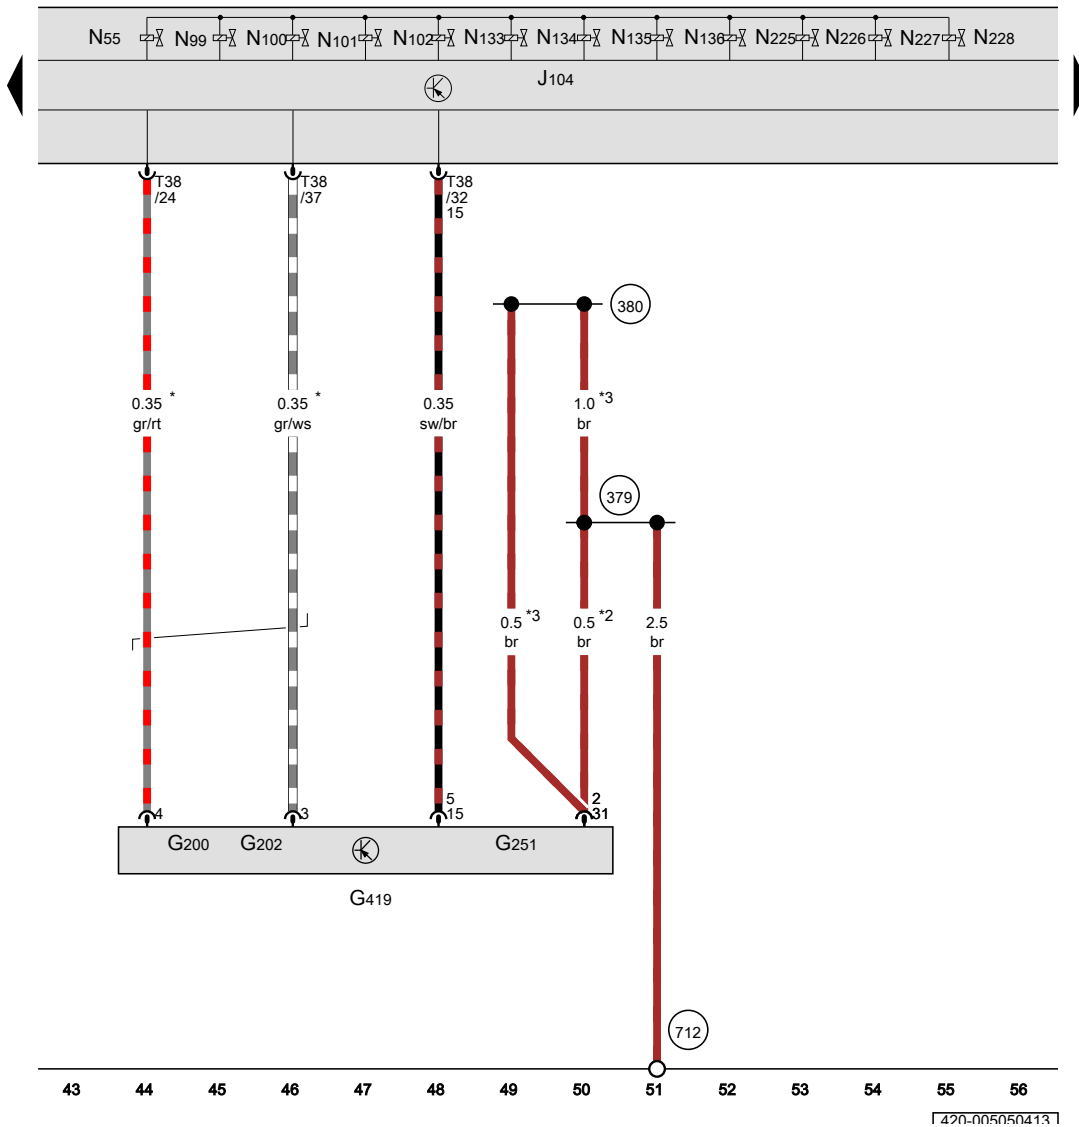 N55 N99 N100 N101 N102 N133 N134 N135 N136 N225 N226 N227 N228
J104
T38 T38 T38
/24 /37 /32
15
380
0.35 * 0.35 * 0.35 1.0 *3
gr/rt gr/ws sw/br br
379
0.5 *3 0.5 *2 2.5
br br br
5 2
4 3 15 31
G200 G202 G251
G419
712
43 44 45 46 47 48 49 50 51 52 53 54 55 56
420-005050413